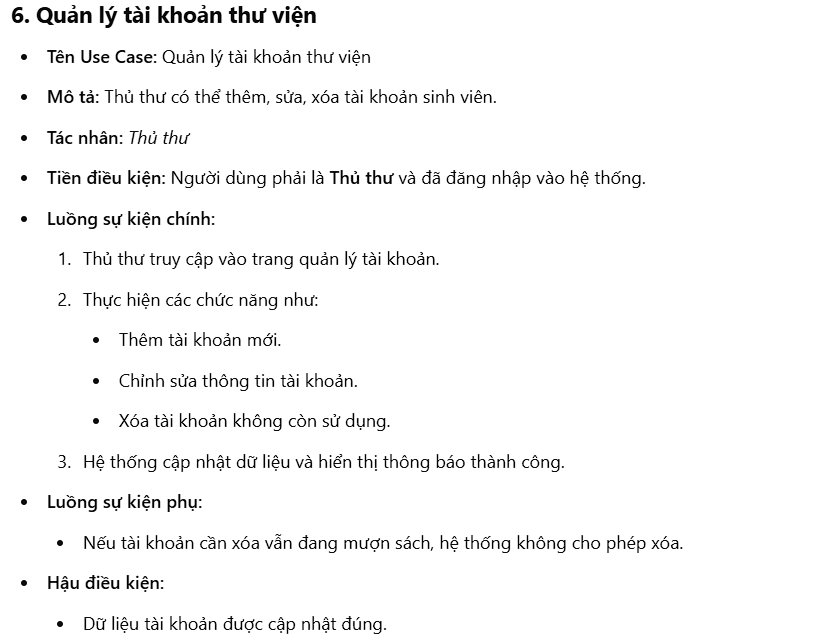 6. Quản lý tài khoản thư viện
• Tên Use Case: Quản lý tài khoản thư viện
• Mô tả: Thủ thư có thể thêm, sửa, xóa tài khoản sinh viên.
• Tác nhân: Thủ thư
• Tiền điều kiện: Người dùng phải là Thủ thư và đã đăng nhập vào hệ thống.
• Luồng sự kiện chính:
1. Thủ thư truy cập vào trang quản lý tài khoản.
2. Thực hiện các chức năng như:
• Thêm tài khoản mới.
• Chỉnh sửa thông tin tài khoản.
• Xóa tài khoản không còn sử dụng.
3. Hệ thống cập nhật dữ liệu và hiển thị thông báo thành công.
• Luồng sự kiện phụ:
• Nếu tài khoản cần xóa vẫn đang mượn sách, hệ thống không cho phép xóa.
• Hậu điều kiện:
• Dữ liệu tài khoản được cập nhật đúng.